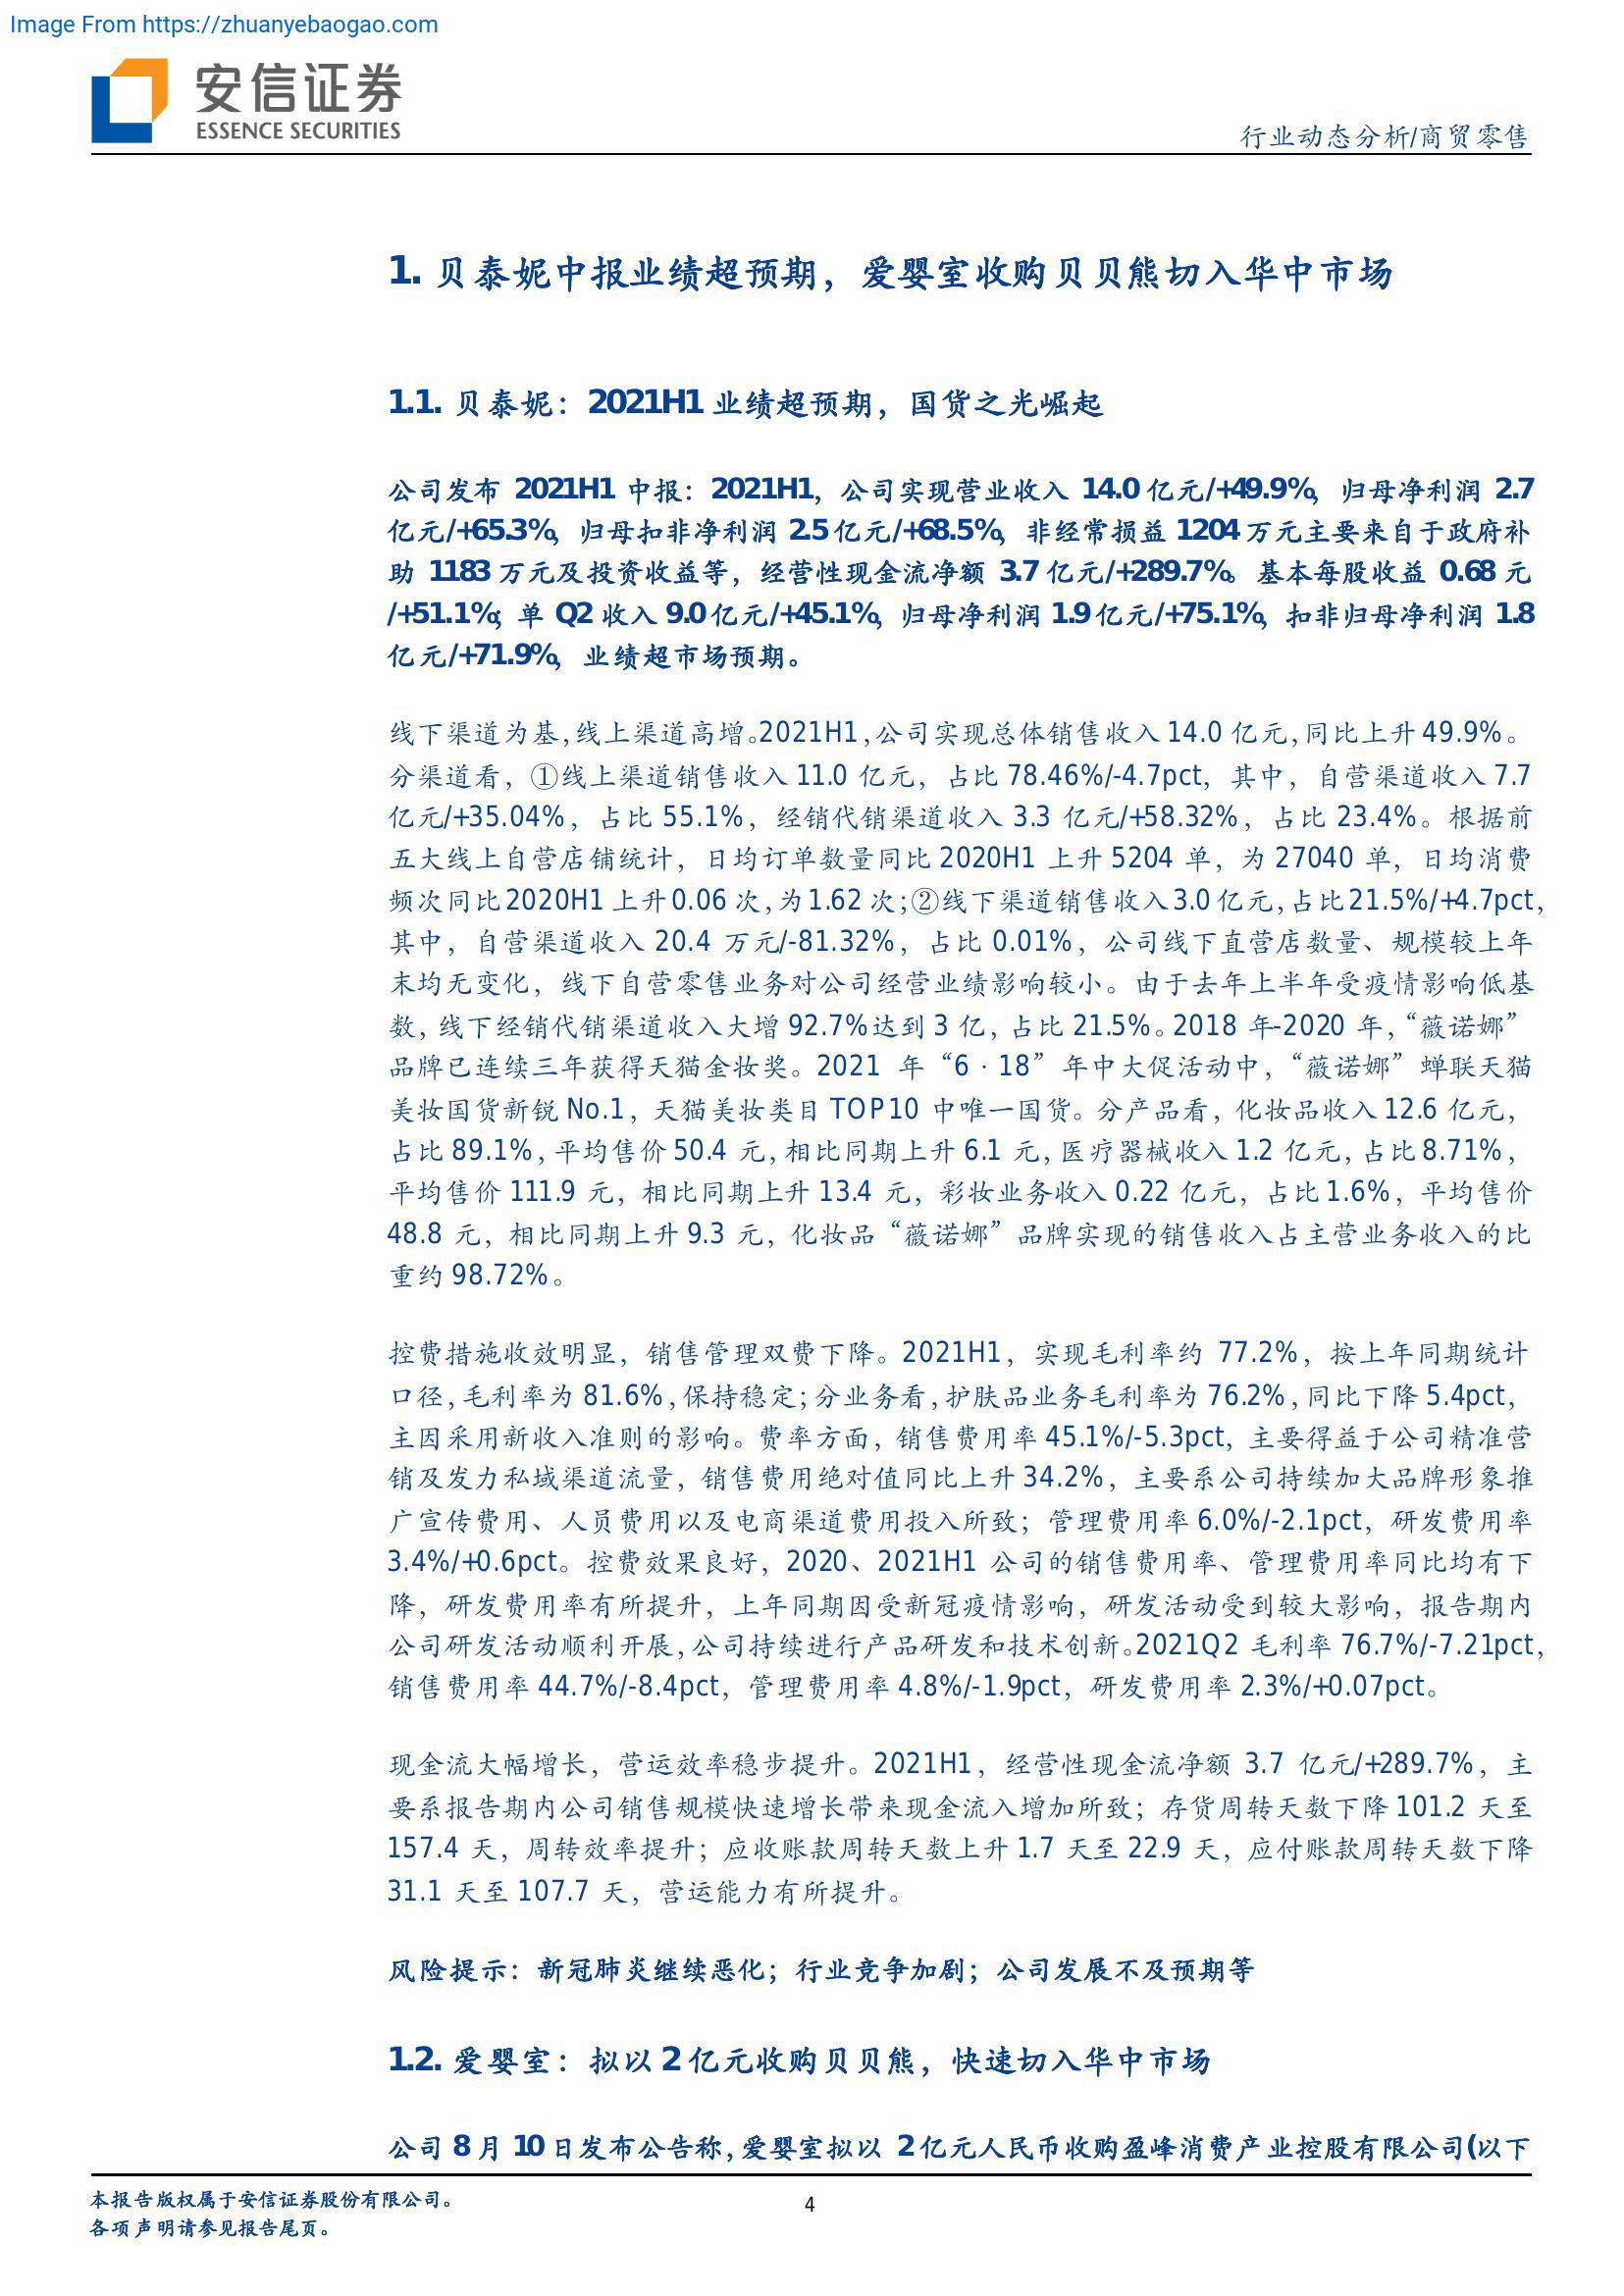 Image From https://zhuanyebaogao.com
安信证券
ESSENCE SECURITIES
行业动态分析/商贸零售
1. 贝泰妮中报业绩超预期，爱婴室收购贝贝熊切入华中市场
1.1. 贝泰妮：2021H1 业绩超预期，国货之光崛起
公司发布 2021H1 中报：2021H1，公司实现营业收入 14.0 亿元/+49.9%，归母净利润 2.7
亿元/+65.3%，归母扣非净利润 2.5 亿元/+68.5%，非经常损益 1204 万元主要来自于政府补
助 1183 万元及投资收益等，经营性现金流净额 3.7 亿元/+289.7%。基本每股收益 0.68 元
/+51.1%；单 Q2 收入 9.0 亿元/+45.1%，归母净利润 1.9 亿元/+75.1%，扣非归母净利润 1.8
亿元/+71.9%，业绩超市场预期。
线下渠道为基，线上渠道高增。2021H1，公司实现总体销售收入 14.0 亿元，同比上升 49.9%。
分渠道看，①线上渠道销售收入 11.0 亿元，占比 78.46%/-4.7pct，其中，自营渠道收入 7.7
亿元/+35.04%，占比 55.1%，经销代销渠道收入 3.3 亿元/+58.32%，占比 23.4%。根据前
五大线上自营店铺统计，日均订单数量同比 2020H1 上升 5204 单，为 27040 单，日均消费
频次同比 2020H1 上升 0.06 次，为 1.62 次；②线下渠道销售收入 3.0 亿元，占比 21.5%/+4.7pct，
其中，自营渠道收入 20.4 万元/-81.32%，占比 0.01%，公司线下直营店数量、规模较上年
末均无变化，线下自营零售业务对公司经营业绩影响较小。由于去年上半年受疫情影响低基
数，线下经销代销渠道收入大增 92.7%达到 3 亿，占比 21.5%。2018 年-2020 年，“薇诺娜”
品牌已连续三年获得天猫金妆奖。2021 年“6·18”年中大促活动中，“薇诺娜”蝉联天猫
美妆国货新锐 No.1，天猫美妆类目 TOP10 中唯一国货。分产品看，化妆品收入 12.6 亿元，
占比 89.1%，平均售价 50.4 元，相比同期上升 6.1 元，医疗器械收入 1.2 亿元，占比 8.71%，
平均售价 111.9 元，相比同期上升 13.4 元，彩妆业务收入 0.22 亿元，占比 1.6%，平均售价
48.8 元，相比同期上升 9.3 元，化妆品“薇诺娜”品牌实现的销售收入占主营业务收入的比
重约 98.72%。
控费措施收效明显，销售管理双费下降。2021H1，实现毛利率约 77.2%，按上年同期统计
口径，毛利率为 81.6%，保持稳定；分业务看，护肤品业务毛利率为 76.2%，同比下降 5.4pct，
主因采用新收入准则的影响。费率方面，销售费用率 45.1%/-5.3pct，主要得益于公司精准营
销及发力私域渠道流量，销售费用绝对值同比上升 34.2%，主要系公司持续加大品牌形象推
广宣传费用、人员费用以及电商渠道费用投入所致；管理费用率 6.0%/-2.1pct，研发费用率
3.4%/+0.6pct。控费效果良好，2020、2021H1 公司的销售费用率、管理费用率同比均有下
降，研发费用率有所提升，上年同期因受新冠疫情影响，研发活动受到较大影响，报告期内
公司研发活动顺利开展，公司持续进行产品研发和技术创新。2021Q2 毛利率 76.7%/-7.21pct，
销售费用率 44.7%/-8.4pct，管理费用率 4.8%/-1.9pct，研发费用率 2.3%/+0.07pct。
现金流大幅增长，营运效率稳步提升。2021H1，经营性现金流净额 3.7 亿元/+289.7%，主
要系报告期内公司销售规模快速增长带来现金流入增加所致；存货周转天数下降 101.2 天至
157.4 天，周转效率提升；应收账款周转天数上升 1.7 天至 22.9 天，应付账款周转天数下降
31.1 天至 107.7 天，营运能力有所提升。
风险提示：新冠肺炎继续恶化；行业竞争加剧；公司发展不及预期等
1.2. 爱婴室：拟以 2 亿元收购贝贝熊，快速切入华中市场
公司 8 月 10 日发布公告称，爱婴室拟以 2 亿元人民币收购盈峰消费产业控股有限公司(以下
本报告版权属于安信证券股份有限公司。
4
各项声明请参见报告尾页。